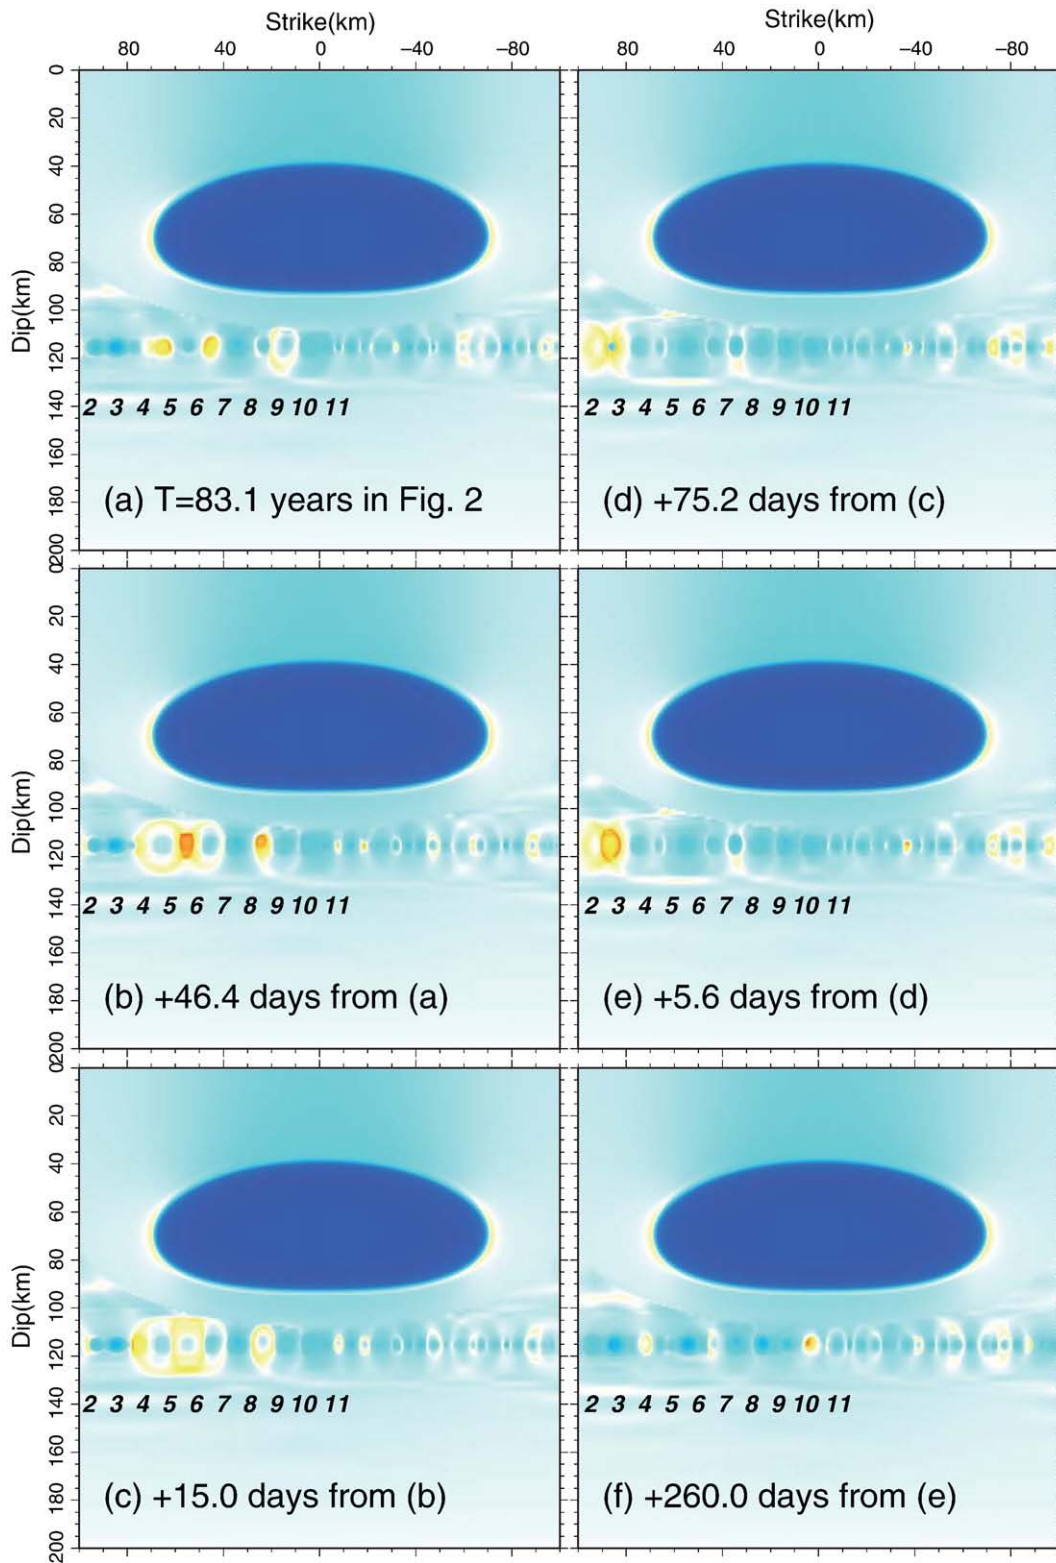 Strike(km)
Strike(km)
80 40 0 −40 −80
80 40 0 −40 −80
Dip(km)
0
20
40
60
80
100
120
140
160
180
200
2 3 4 5 6 7 8 9 10 11
(a) T=83.1 years in Fig. 2
2 3 4 5 6 7 8 9 10 11
(d) +75.2 days from (c)
Dip(km)
0
20
40
60
80
100
120
140
160
180
200
2 3 4 5 6 7 8 9 10 11
(b) +46.4 days from (a)
2 3 4 5 6 7 8 9 10 11
(e) +5.6 days from (d)
Dip(km)
0
20
40
60
80
100
120
140
160
180
200
2 3 4 5 6 7 8 9 10 11
(c) +15.0 days from (b)
2 3 4 5 6 7 8 9 10 11
(f) +260.0 days from (e)